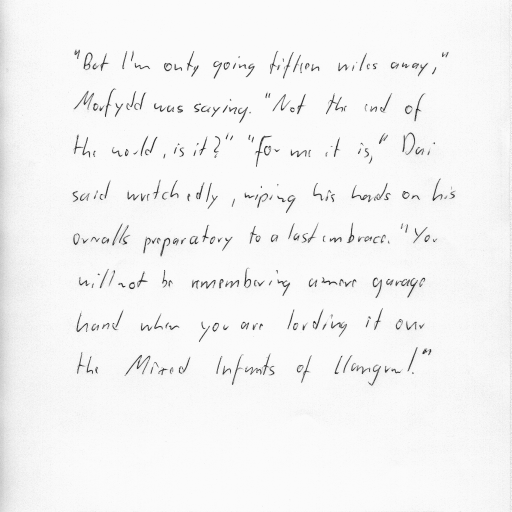 "But I'm only going fifteen miles away,"
Morfydd was saying. "Not the end of
the world, is it?" "For me it is," Dai
said wretchedly, wiping his hands on his
overalls preparatory to a last embrace. "You
will not be remembering a mere garage
hand when you are lording it over
the Mixed Infants of